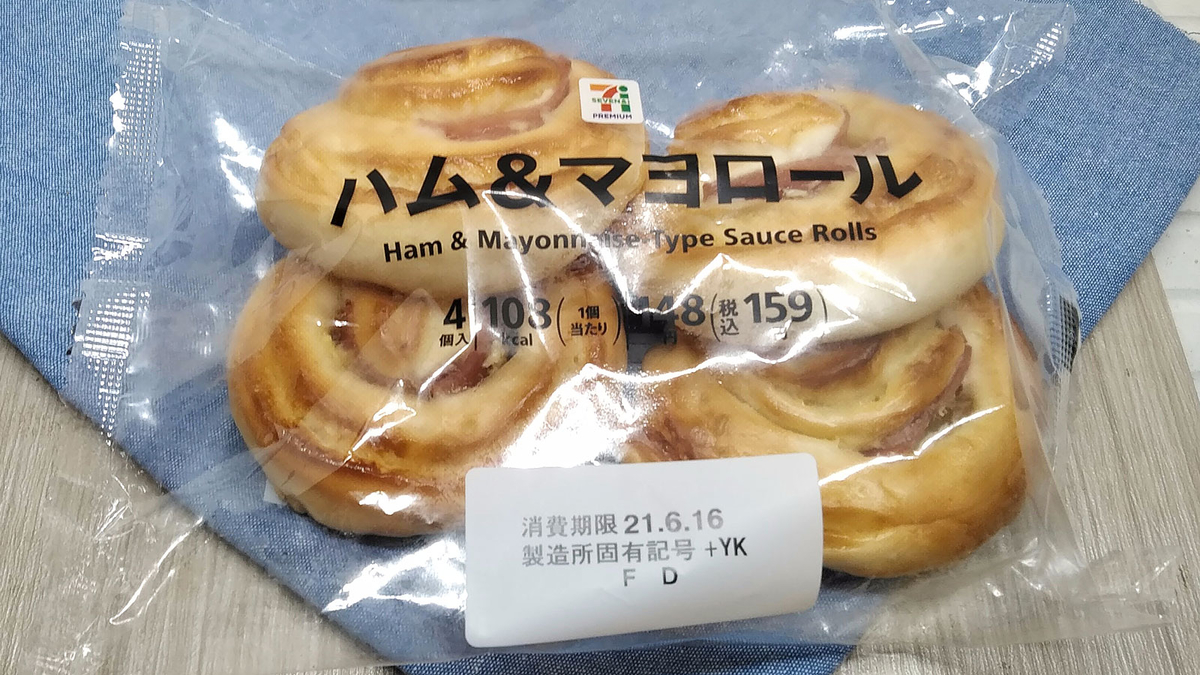 SEVEN&i
PREMIUM
ハム&マヨロール
Ham & Mayonnaise Type Sauce Rolls
4個入 108kcal (1個当たり) 148円 (税込159円)
消費期限 21.6.16
製造所固有記号 +YK
F D